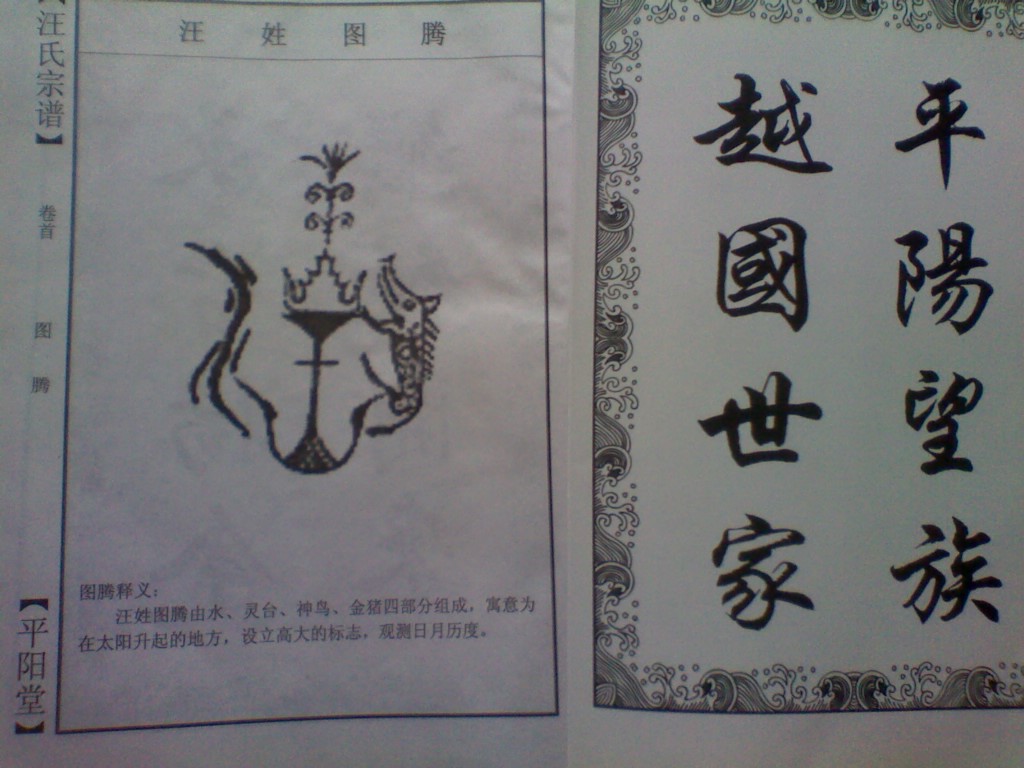 【汪氏宗谱】
卷首
图腾
【平阳堂】
汪姓图腾
图腾释义：
汪姓图腾由水、灵台、神鸟、金猪四部分组成，寓意为
在太阳升起的地方，设立高大的标志，观测日月历度。
平陽望族
越國世家